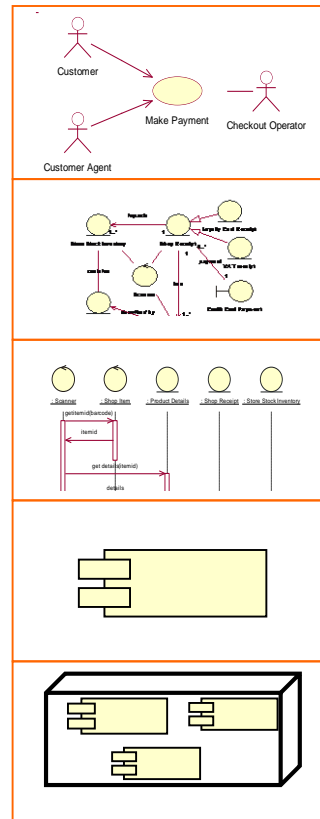 Customer
Make Payment
Checkout Operator
Customer Agent
Loyalty Card Receipt
Store Stock Inventory
Shop Receipt
VAT receipt
Scanner
Credit Card Payment
: Scanner
: Shop Item
: Product Details
: Shop Receipt
: Store Stock Inventory
getitemid(barcode)
itemid
get details(itemid)
details